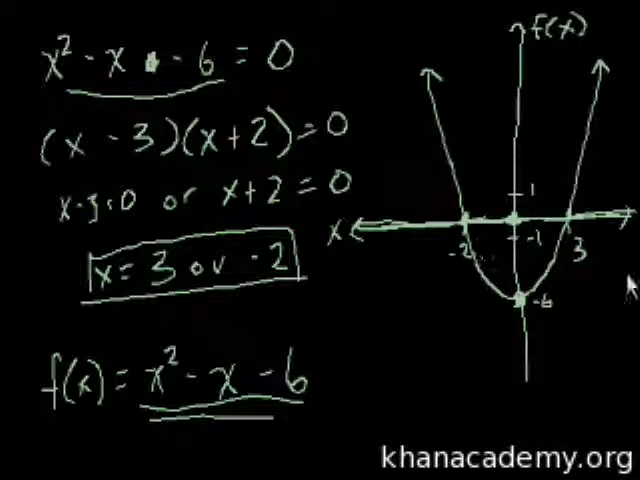 x² - x - 6 = 0
(x - 3)(x + 2) = 0
x - 3 = 0 or x + 2 = 0
x = 3 or -2
f(x) = x² - x - 6
f(x)
1
x
-1
-2
3
-6
khanacademy.org